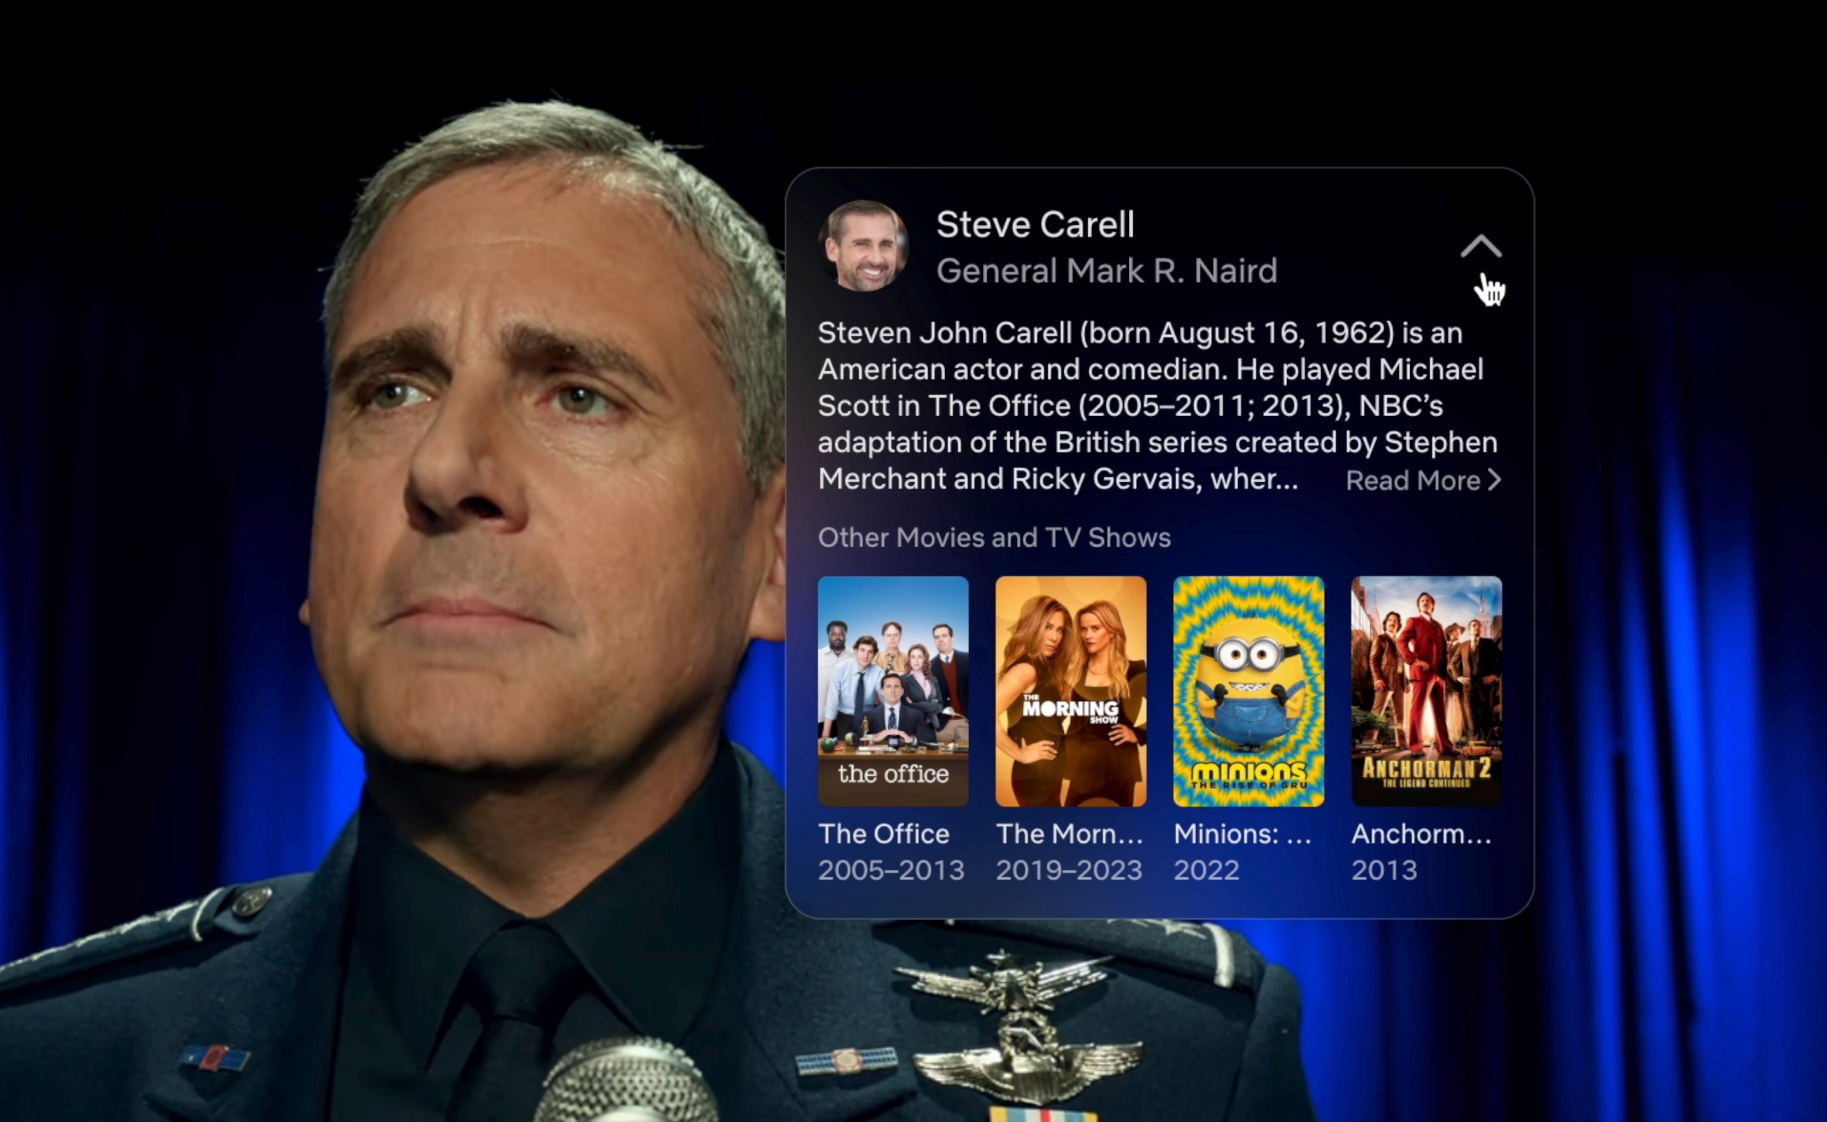 Steve Carell
General Mark R. Naird
Steven John Carell (born August 16, 1962) is an
American actor and comedian. He played Michael
Scott in The Office (2005–2011; 2013), NBC’s
adaptation of the British series created by Stephen
Merchant and Ricky Gervais, wher... Read More
Other Movies and TV Shows
the office
THE
MORNING
SHOW
minions
THE RISE OF GRU
ANCHORMAN 2
THE LEGEND CONTINUES
The Office
2005–2013
The Morn...
2019–2023
Minions: ...
2022
Anchorm...
2013